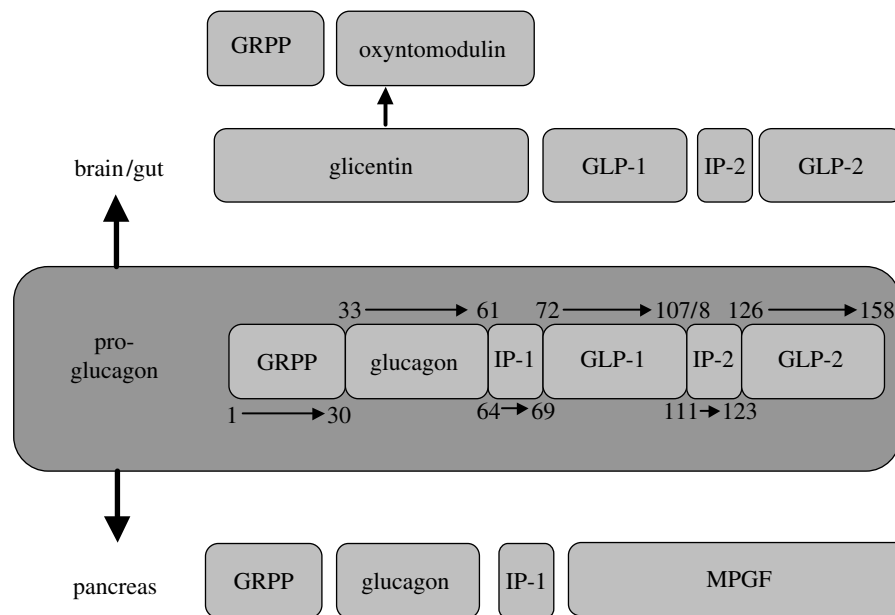 GRPP oxyntomodulin
brain/gut glicentin GLP-1 IP-2 GLP-2
33 61 72 107/8 126 158
pro-
glucagon
GRPP glucagon IP-1 GLP-1 IP-2 GLP-2
1 30 64 69 111 123
pancreas GRPP glucagon IP-1 MPGF